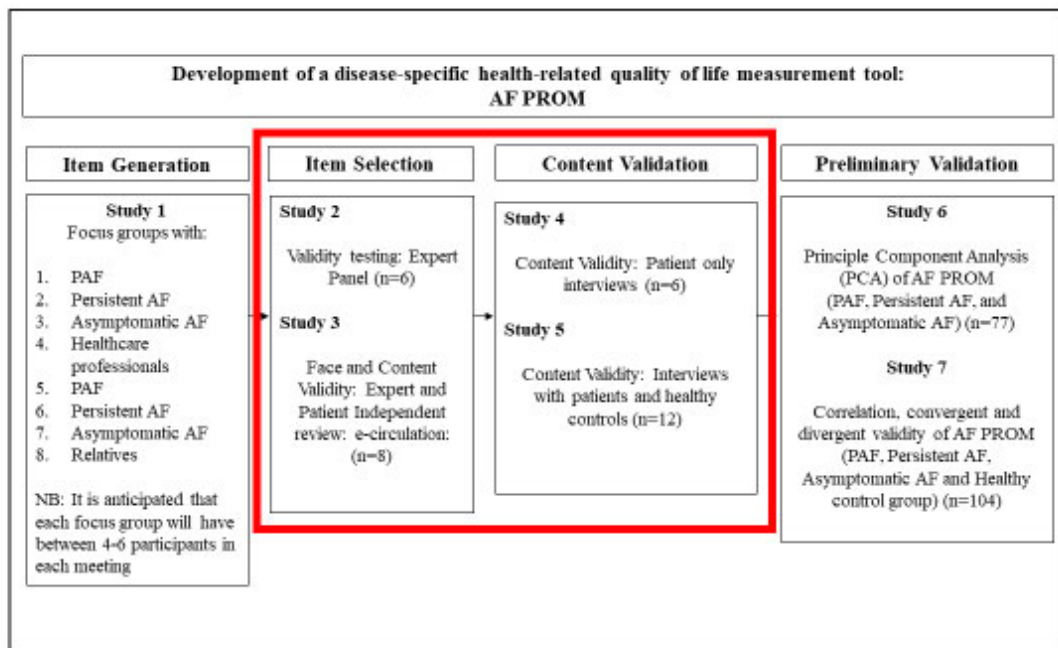 Development of a disease-specific health-related quality of life measurement tool:
AF PROM
Item Generation
Study 1
Focus groups with:
1. PAF
2. Persistent AF
3. Asymptomatic AF
4. Healthcare
professionals
5. PAF
6. Persistent AF
7. Asymptomatic AF
8. Relatives
NB: It is anticipated that
each focus group will have
between 4-6 participants in
each meeting
Item Selection
Study 2
Validity testing: Expert
Panel (n=6)
Study 3
Face and Content
Validity: Expert and
Patient Independent
review: e-circulation:
(n=8)
Content Validation
Study 4
Content Validity: Patient only
interviews (n=6)
Study 5
Content Validity: Interviews
with patients and healthy
controls (n=12)
Preliminary Validation
Study 6
Principle Component Analysis
(PCA) of AF PROM
(PAF, Persistent AF, and
Asymptomatic AF) (n=77)
Study 7
Correlation, convergent and
divergent validity of AF PROM
(PAF, Persistent AF,
Asymptomatic AF and Healthy
control group) (n=104)